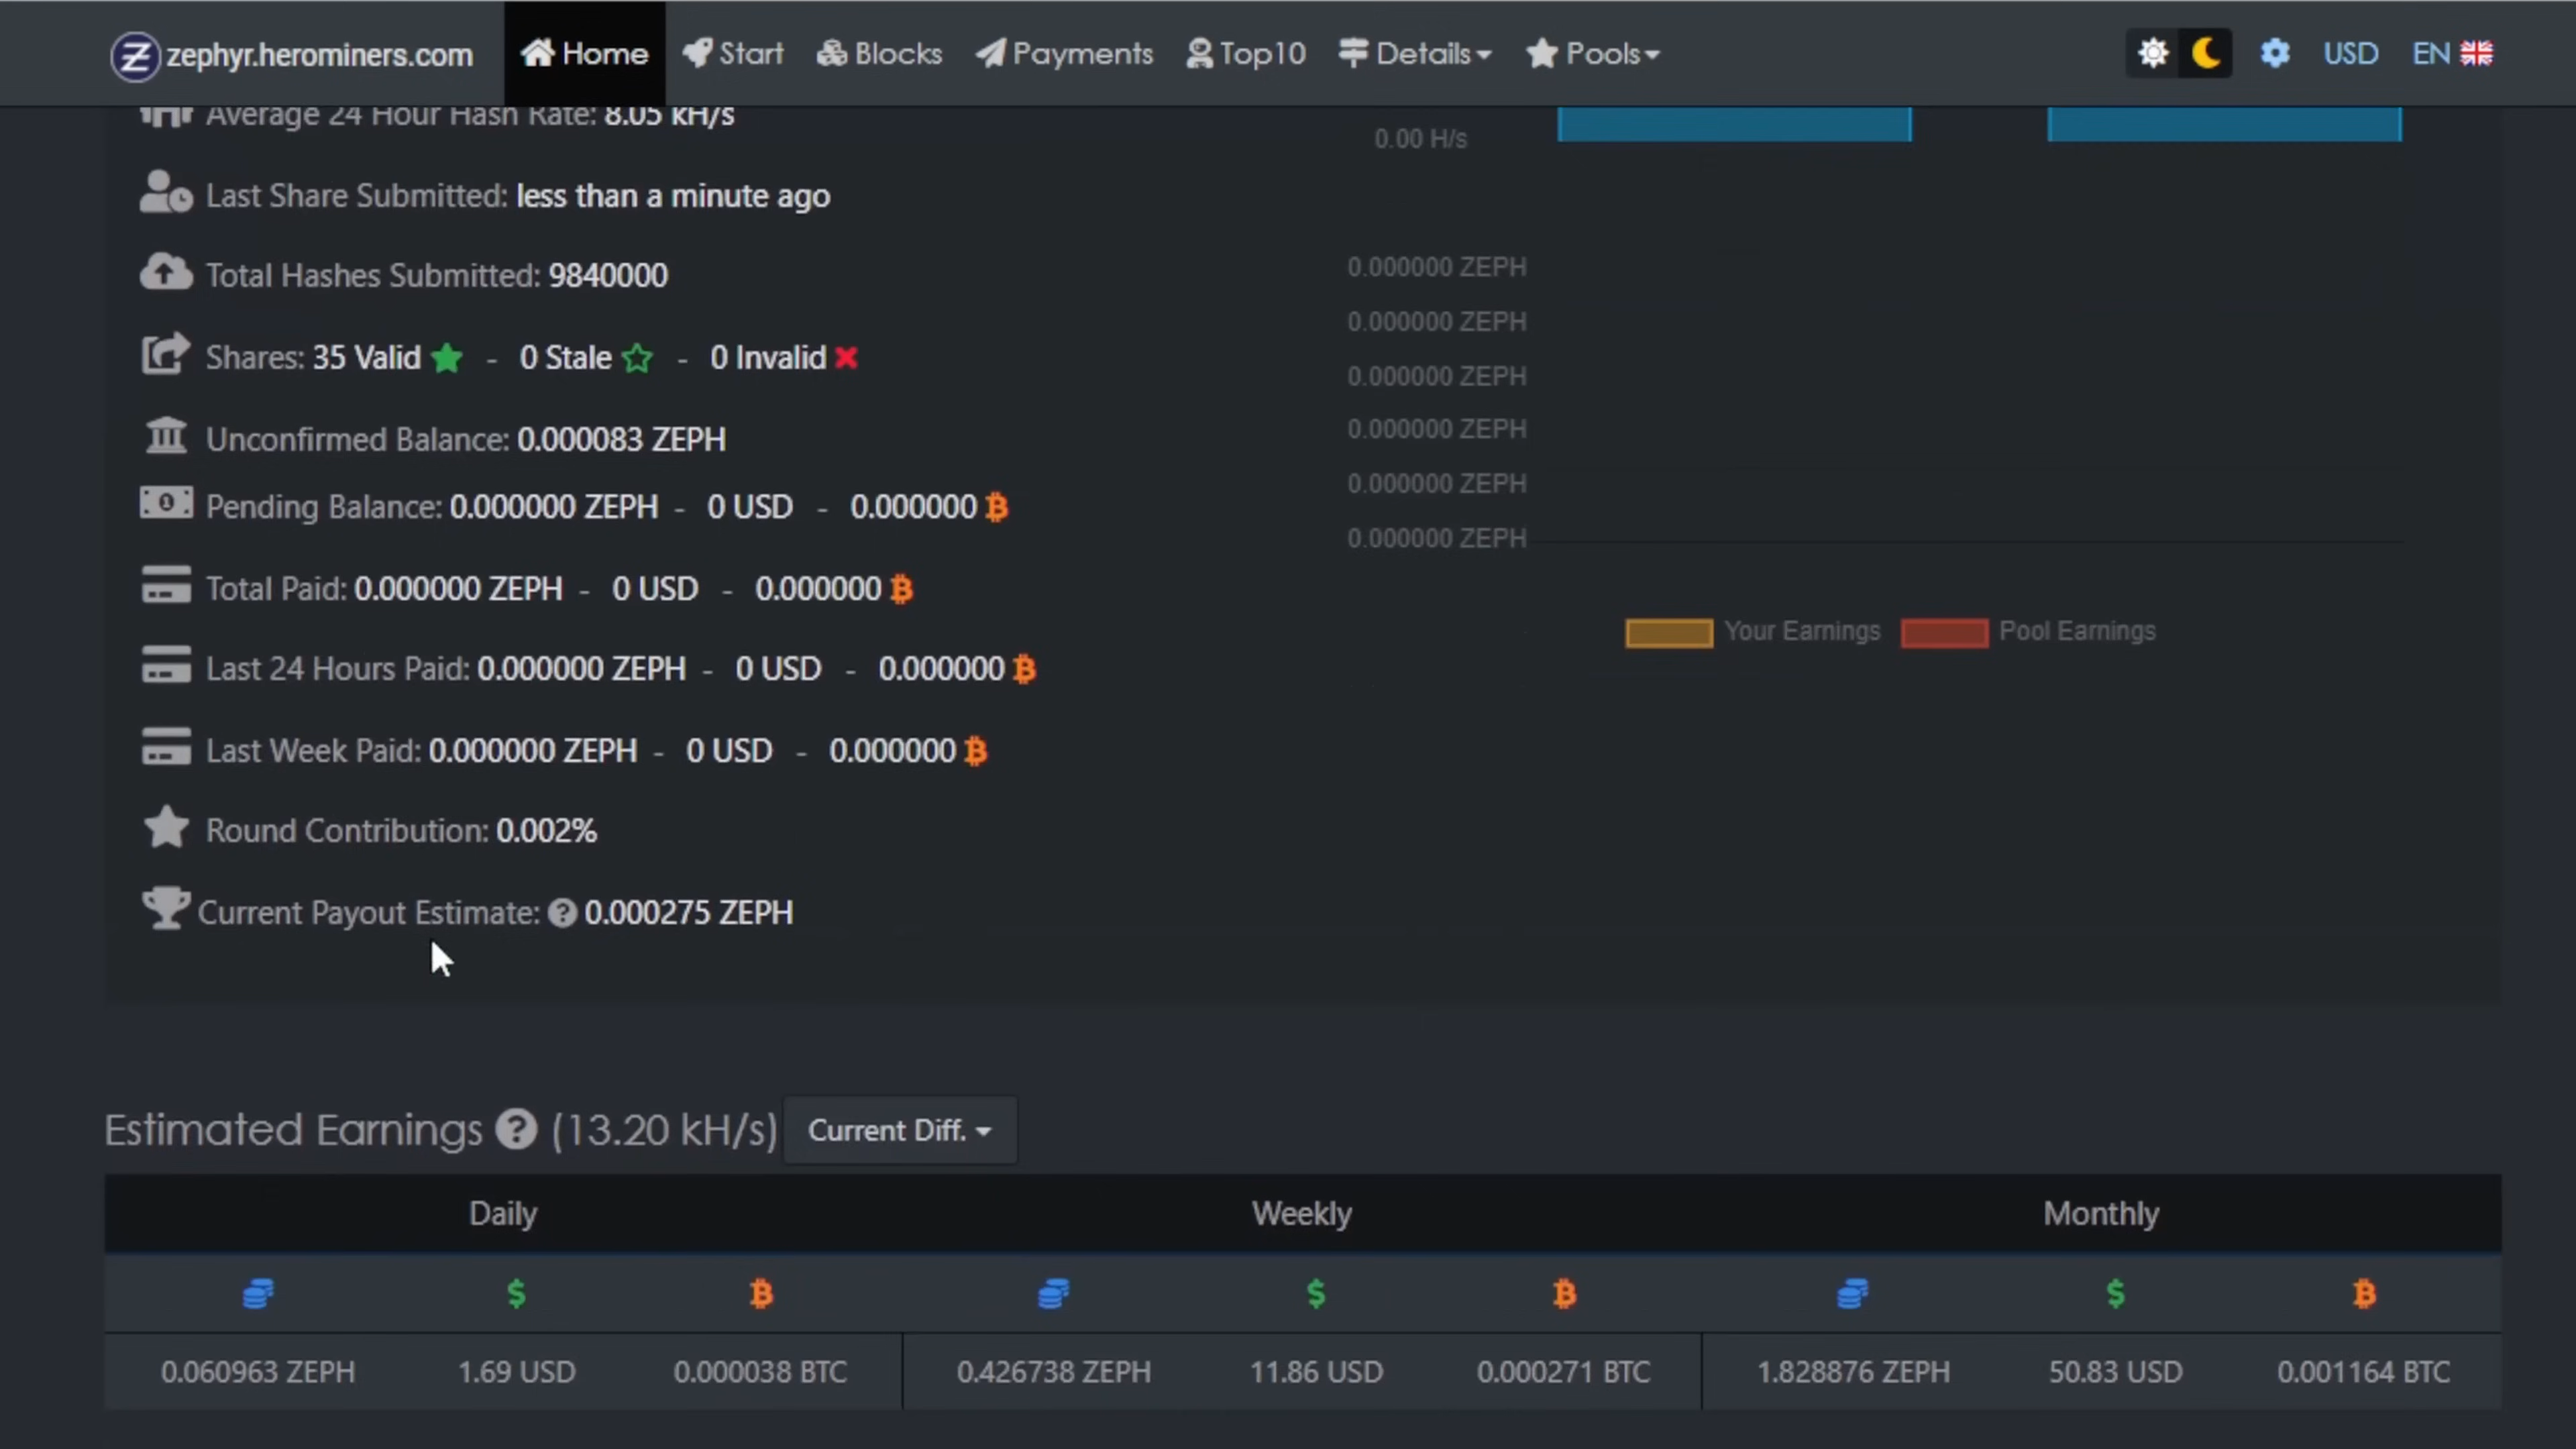 zephyr.herominers.com Home Start Blocks Payments Top10 Details Pools USD EN
Average 24 Hour Hash Rate: 8.05 kH/s
0.00 H/s
Last Share Submitted: less than a minute ago
Total Hashes Submitted: 9840000
Shares: 35 Valid - 0 Stale - 0 Invalid
Unconfirmed Balance: 0.000083 ZEPH
Pending Balance: 0.000000 ZEPH - 0 USD - 0.000000
Total Paid: 0.000000 ZEPH - 0 USD - 0.000000
Last 24 Hours Paid: 0.000000 ZEPH - 0 USD - 0.000000
Last Week Paid: 0.000000 ZEPH - 0 USD - 0.000000
Round Contribution: 0.002%
Current Payout Estimate: ? 0.000275 ZEPH
0.000000 ZEPH
0.000000 ZEPH
0.000000 ZEPH
0.000000 ZEPH
0.000000 ZEPH
0.000000 ZEPH
Your Earnings Pool Earnings
Estimated Earnings ? (13.20 kH/s) Current Diff.
Daily Weekly Monthly
$ $ $
0.060963 ZEPH 1.69 USD 0.000038 BTC 0.426738 ZEPH 11.86 USD 0.000271 BTC 1.828876 ZEPH 50.83 USD 0.001164 BTC